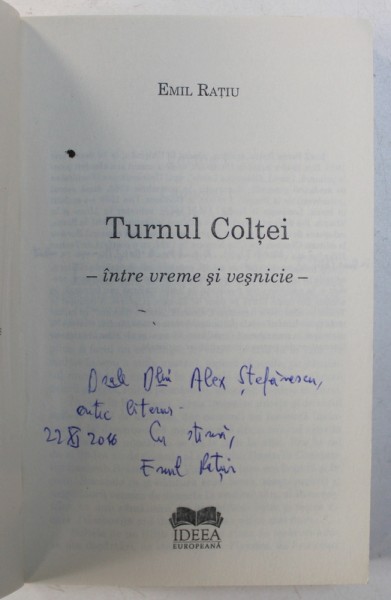 EMIL RAȚIU
Turnul Colței
– între vreme și veșnicie –
Dlui Alex Ștefănescu,
critic literar.
22 XI 2016 Cu stimă,
Emil Rațiu
IDEEA
EUROPEANĂ